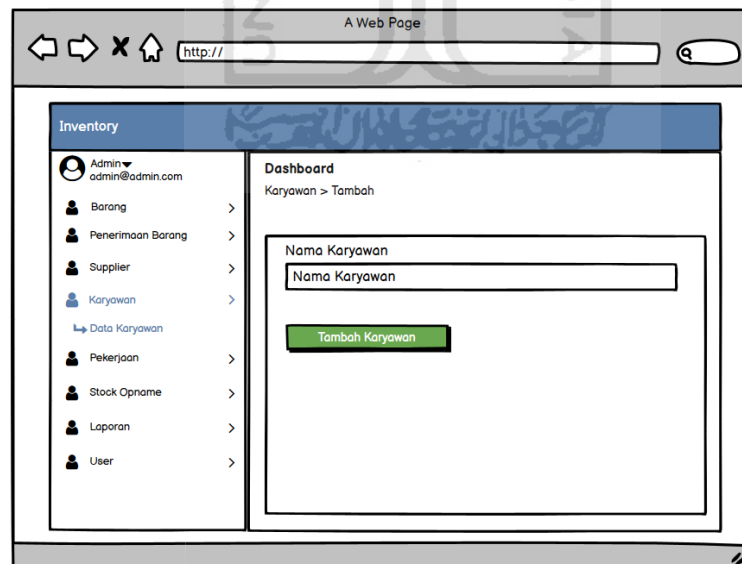 A Web Page
http://
Inventory
Admin
admin@admin.com
Barang
Penerimaan Barang
Supplier
Karyawan
Data Karyawan
Pekerjaan
Stock Opname
Laporan
User
Dashboard
Karyawan > Tambah
Nama Karyawan
Nama Karyawan
Tambah Karyawan